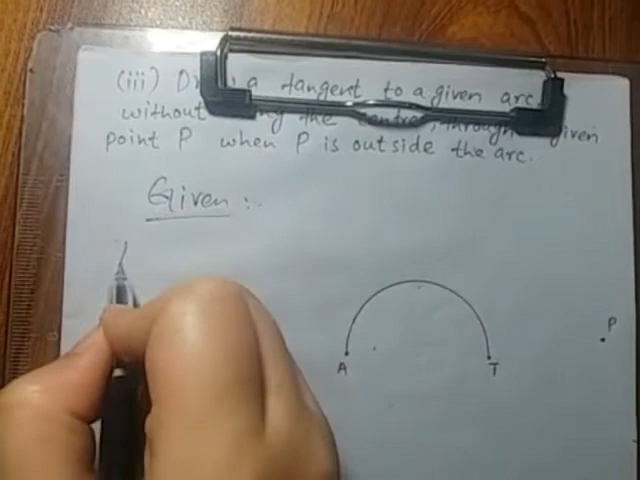 (iii) a tangent to a given arc
without the centre, through given
point P when P is outside the arc.
Given :-
P
A T